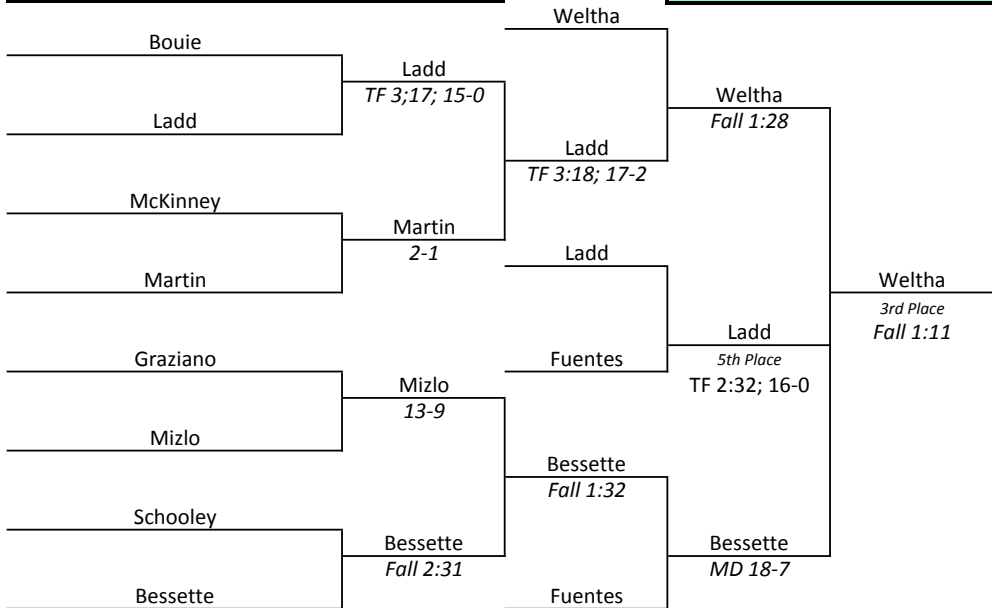 Weltha
Bouie
Ladd
TF 3;17; 15-0
Ladd
Weltha
Fall 1:28
Ladd
TF 3:18; 17-2
McKinney
Martin
2-1
Martin
Ladd
Weltha
3rd Place
Fall 1:11
Ladd
5th Place
TF 2:32; 16-0
Graziano
Fuentes
Mizlo
13-9
Mizlo
Bessette
Fall 1:32
Schooley
Bessette
Fall 2:31
Bessette
MD 18-7
Bessette
Fuentes